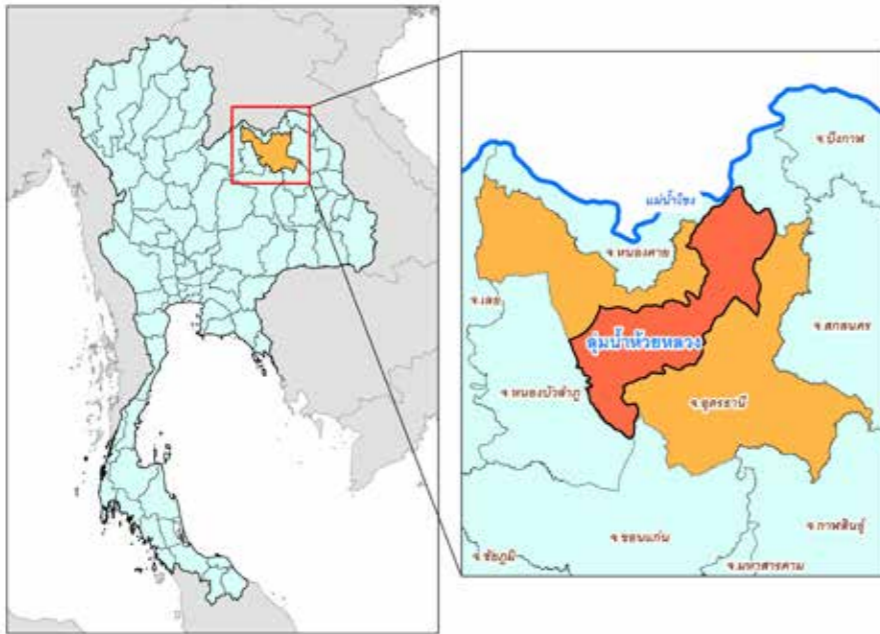 จ.บึงกาฬ
แม่น้ำโขง
จ.หนองคาย
จ.เลย
จ.สกลนคร
ลุ่มน้ำห้วยหลวง
จ.หนองบัวลำภู
จ.อุดรธานี
จ.กาฬสินธุ์
จ.ขอนแก่น
จ.ชัยภูมิ
จ.มหาสารคาม